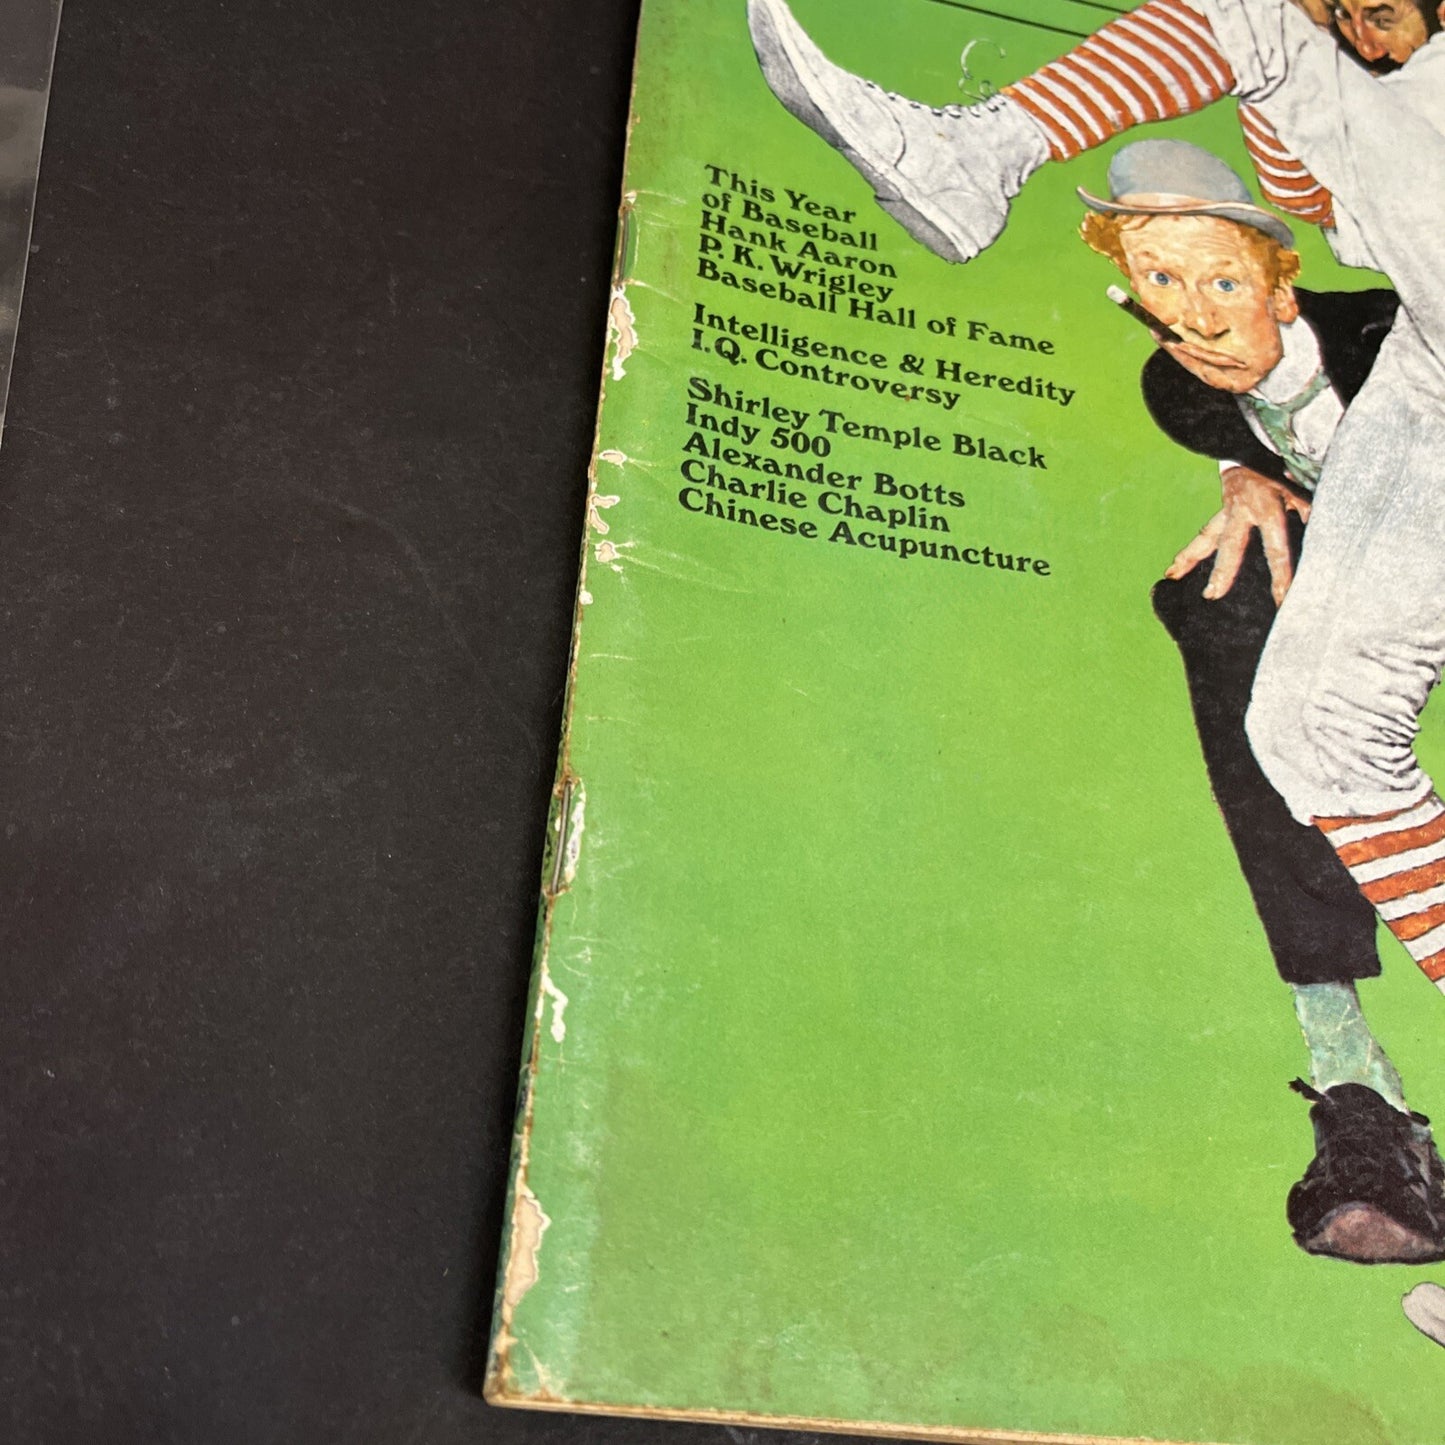 This Year
of Baseball
Hank Aaron
P. K. Wrigley
Baseball Hall of Fame
Intelligence & Heredity
I.Q. Controversy
Shirley Temple Black
Indy 500
Alexander Botts
Charlie Chaplin
Chinese Acupuncture